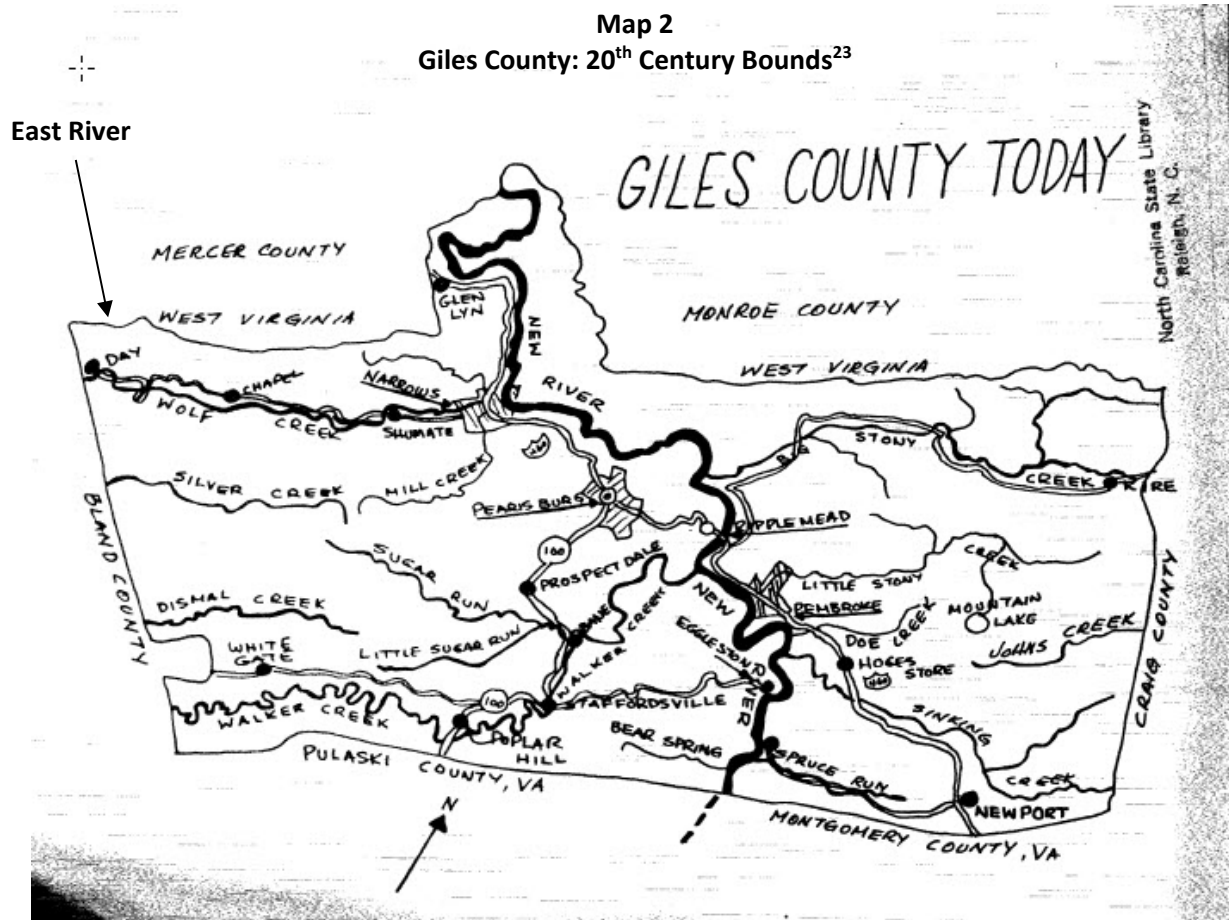 Map 2
Giles County: 20th Century Bounds23
East River
GILES COUNTY TODAY
North Carolina State Library
Raleigh, N. C.
MERCER COUNTY
WEST VIRGINIA
GLEN
LYN
MONROE COUNTY
WEST VIRGINIA
NEW
RIVER
DAY
CHAPEL
WOLF
CREEK
SHUMATE
NARROWS
460
MILL CREEK
SILVER CREEK
PEARISBURG
BIG
STONY
CREEK
KIRE
RIPPLEMEAD
BLAND COUNTY
SUGAR RUN
100
PROSPECTDALE
DISMAL CREEK
LITTLE SUGAR RUN
BANE
WALKER
CREEK
NEW
RIVER
LITTLE STONY
CREEK
PEMBROKE
DOE CREEK
MOUNTAIN
LAKE
JOHNS CREEK
CRAIG COUNTY
EGGLESTON
HOGES
STORE
460
WHITE
GATE
100
STAFFORDSVILLE
WALKER CREEK
POPLAR
HILL
BEAR SPRING
SPRUCE RUN
SINKING
CREEK
NEWPORT
PULASKI COUNTY, VA
MONTGOMERY COUNTY, VA
N